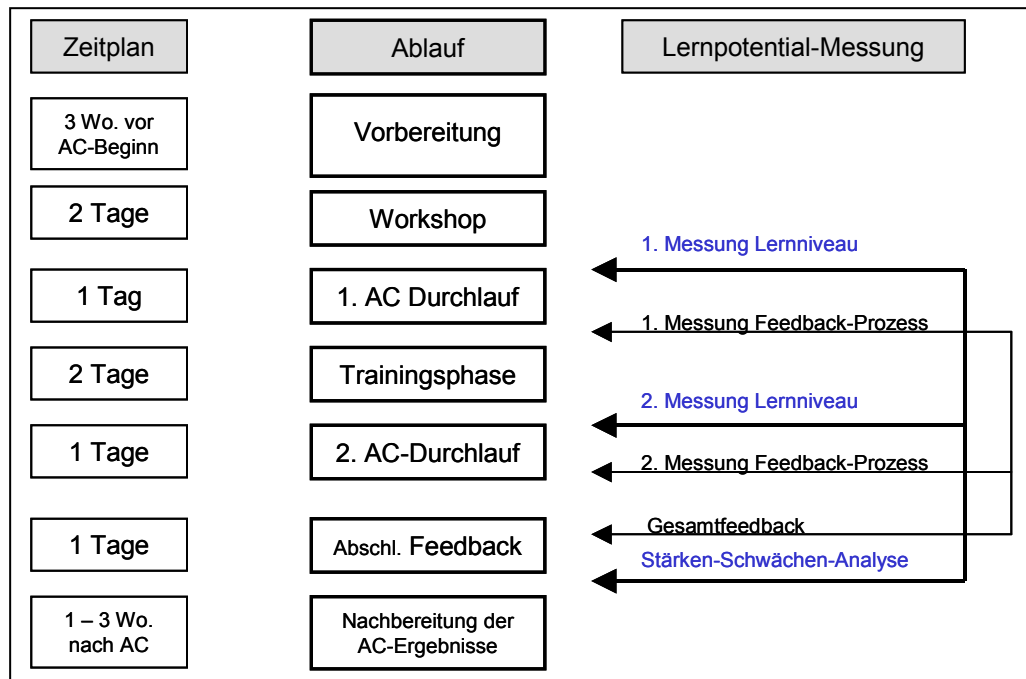 Zeitplan
Ablauf
Lernpotential-Messung
3 Wo. vor
AC-Beginn
Vorbereitung
2 Tage
Workshop
1. Messung Lernniveau
1 Tag
1. AC Durchlauf
1. Messung Feedback-Prozess
2 Tage
Trainingsphase
2. Messung Lernniveau
1 Tage
2. AC-Durchlauf
2. Messung Feedback-Prozess
1 Tage
Abschl. Feedback
Gesamtfeedback
Stärken-Schwächen-Analyse
1 – 3 Wo.
nach AC
Nachbereitung der
AC-Ergebnisse